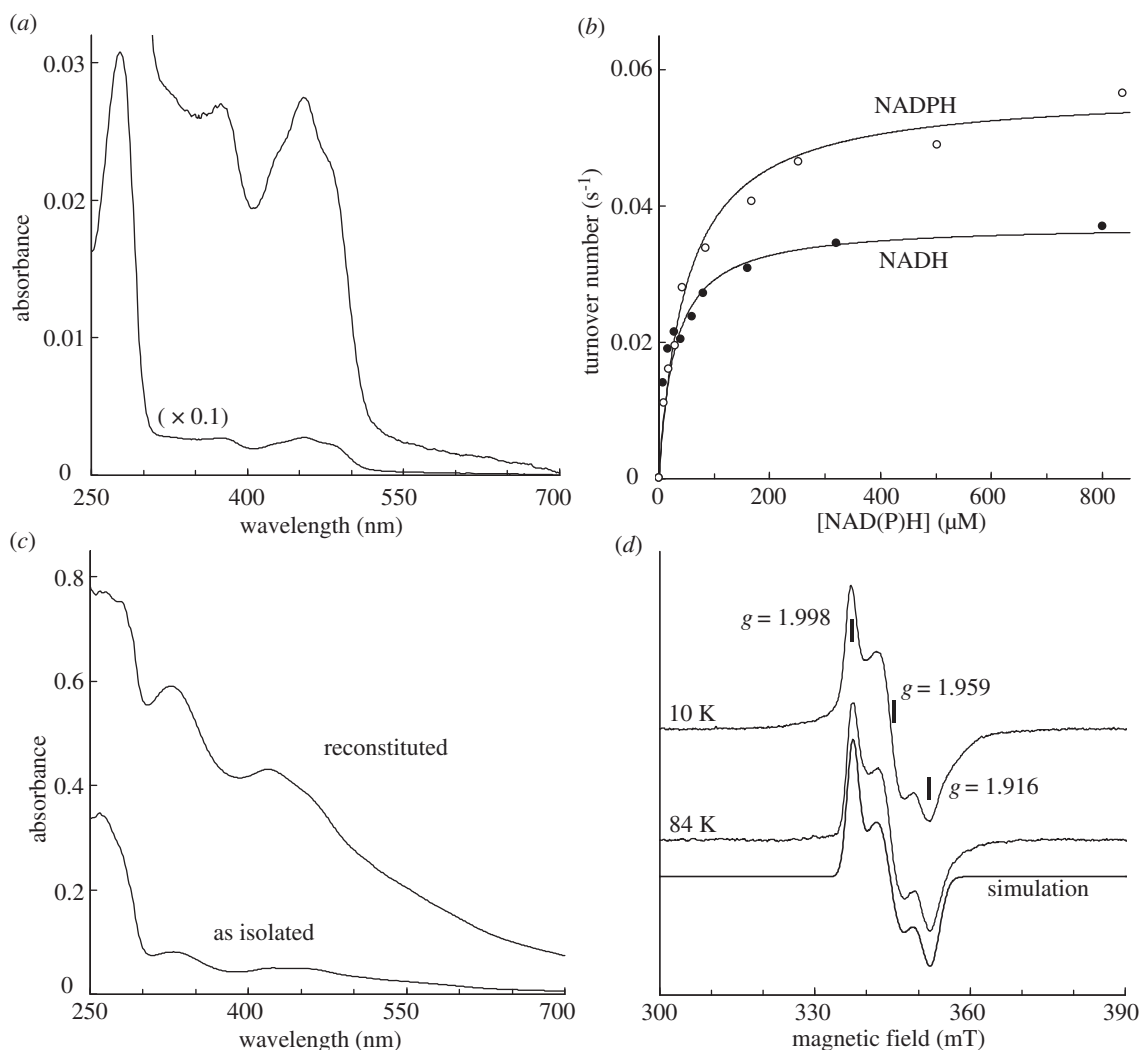 (a)
0.03
0.02
0.01
0
absorbance
(× 0.1)
250
400
550
700
wavelength (nm)
(b)
0.06
0.04
0.02
0
turnover number (s⁻¹)
NADPH
NADH
0
200
400
600
800
[NAD(P)H] (μM)
(c)
0.8
0.6
0.4
0.2
0
absorbance
reconstituted
as isolated
250
400
550
700
wavelength (nm)
(d)
g = 1.998
g = 1.959
10 K
g = 1.916
84 K
simulation
300
330
360
390
magnetic field (mT)